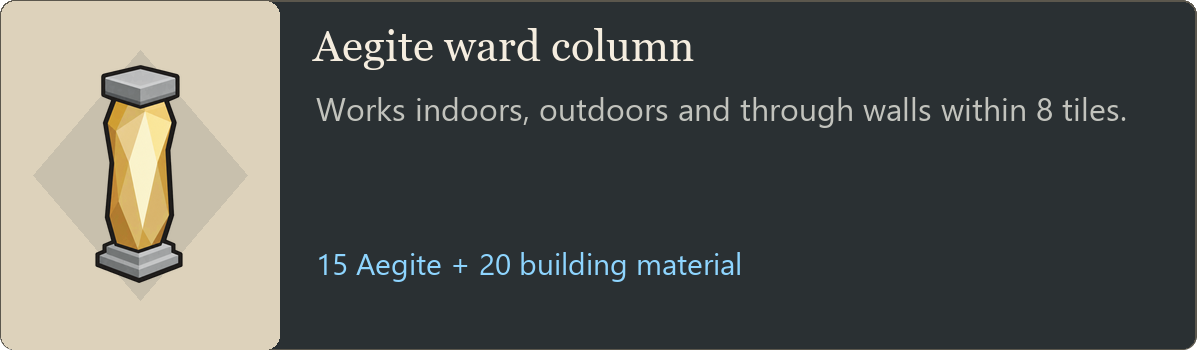 Aegite ward column
Works indoors, outdoors and through walls within 8 tiles.
15 Aegite + 20 building material